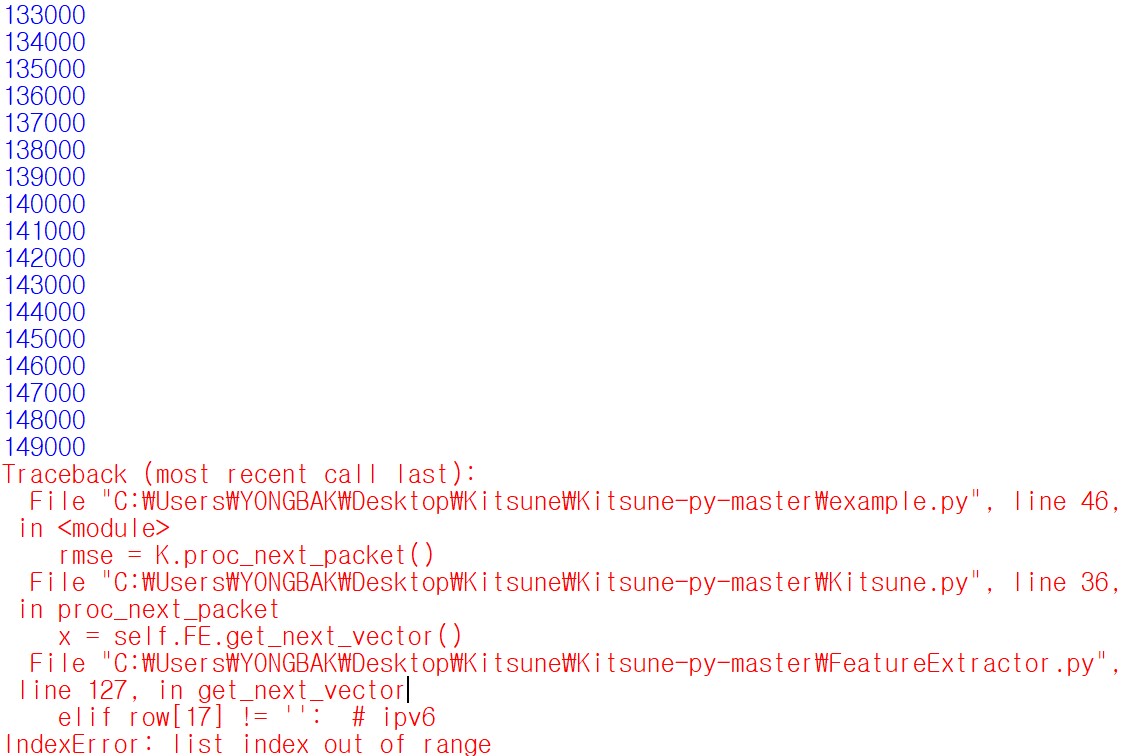 133000
134000
135000
136000
137000
138000
139000
140000
141000
142000
143000
144000
145000
146000
147000
148000
149000
Traceback (most recent call last):
  File "C:₩Users₩YONGBAK₩Desktop₩Kitsune₩Kitsune-py-master₩example.py", line 46,
 in <module>
    rmse = K.proc_next_packet()
  File "C:₩Users₩YONGBAK₩Desktop₩Kitsune₩Kitsune-py-master₩Kitsune.py", line 36,
 in proc_next_packet
    x = self.FE.get_next_vector()
  File "C:₩Users₩YONGBAK₩Desktop₩Kitsune₩Kitsune-py-master₩FeatureExtractor.py",
 line 127, in get_next_vector
    elif row[17] != '':  # ipv6
IndexError: list index out of range